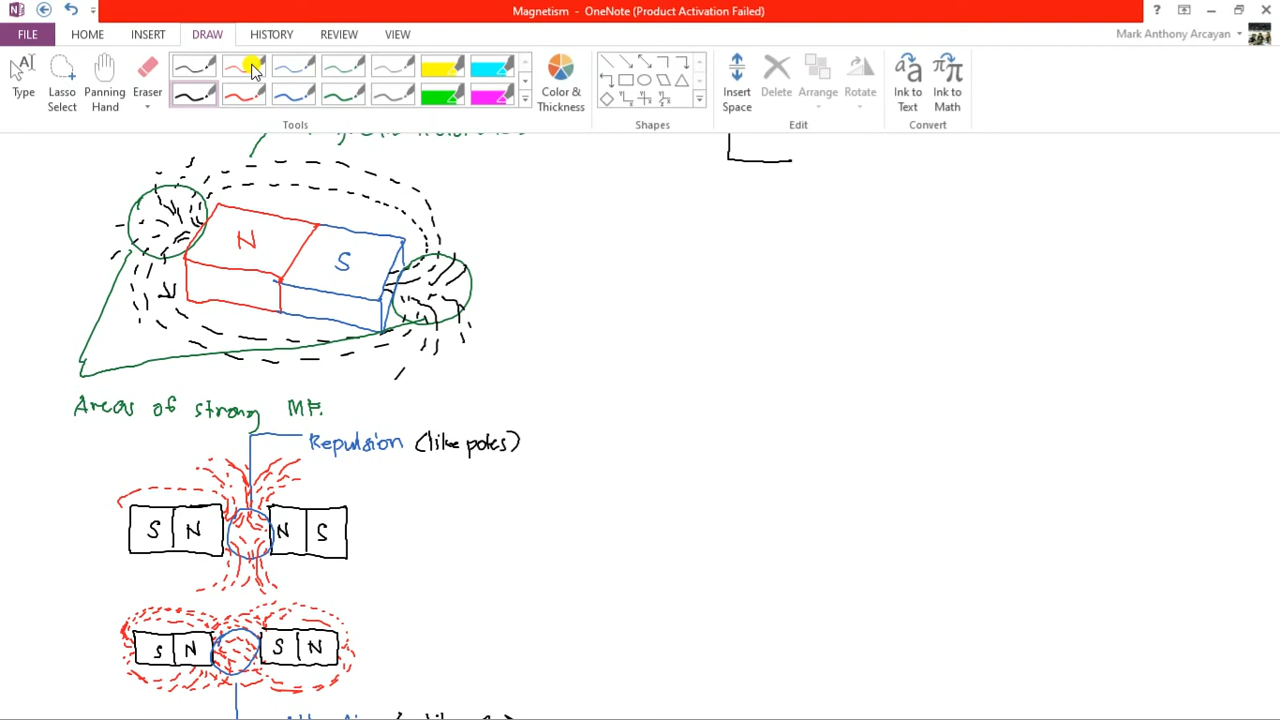 Magnetism - OneNote (Product Activation Failed)
?
FILE HOME INSERT DRAW HISTORY REVIEW VIEW
Mark Anthony Arcayan
Type Lasso Select Panning Hand Eraser
Color & Thickness
Insert Space Delete Arrange Rotate
Ink to Text Ink to Math
Tools Shapes Edit Convert
N
S
Areas of strong MF.
Repulsion (like poles)
S N N S
S N S N